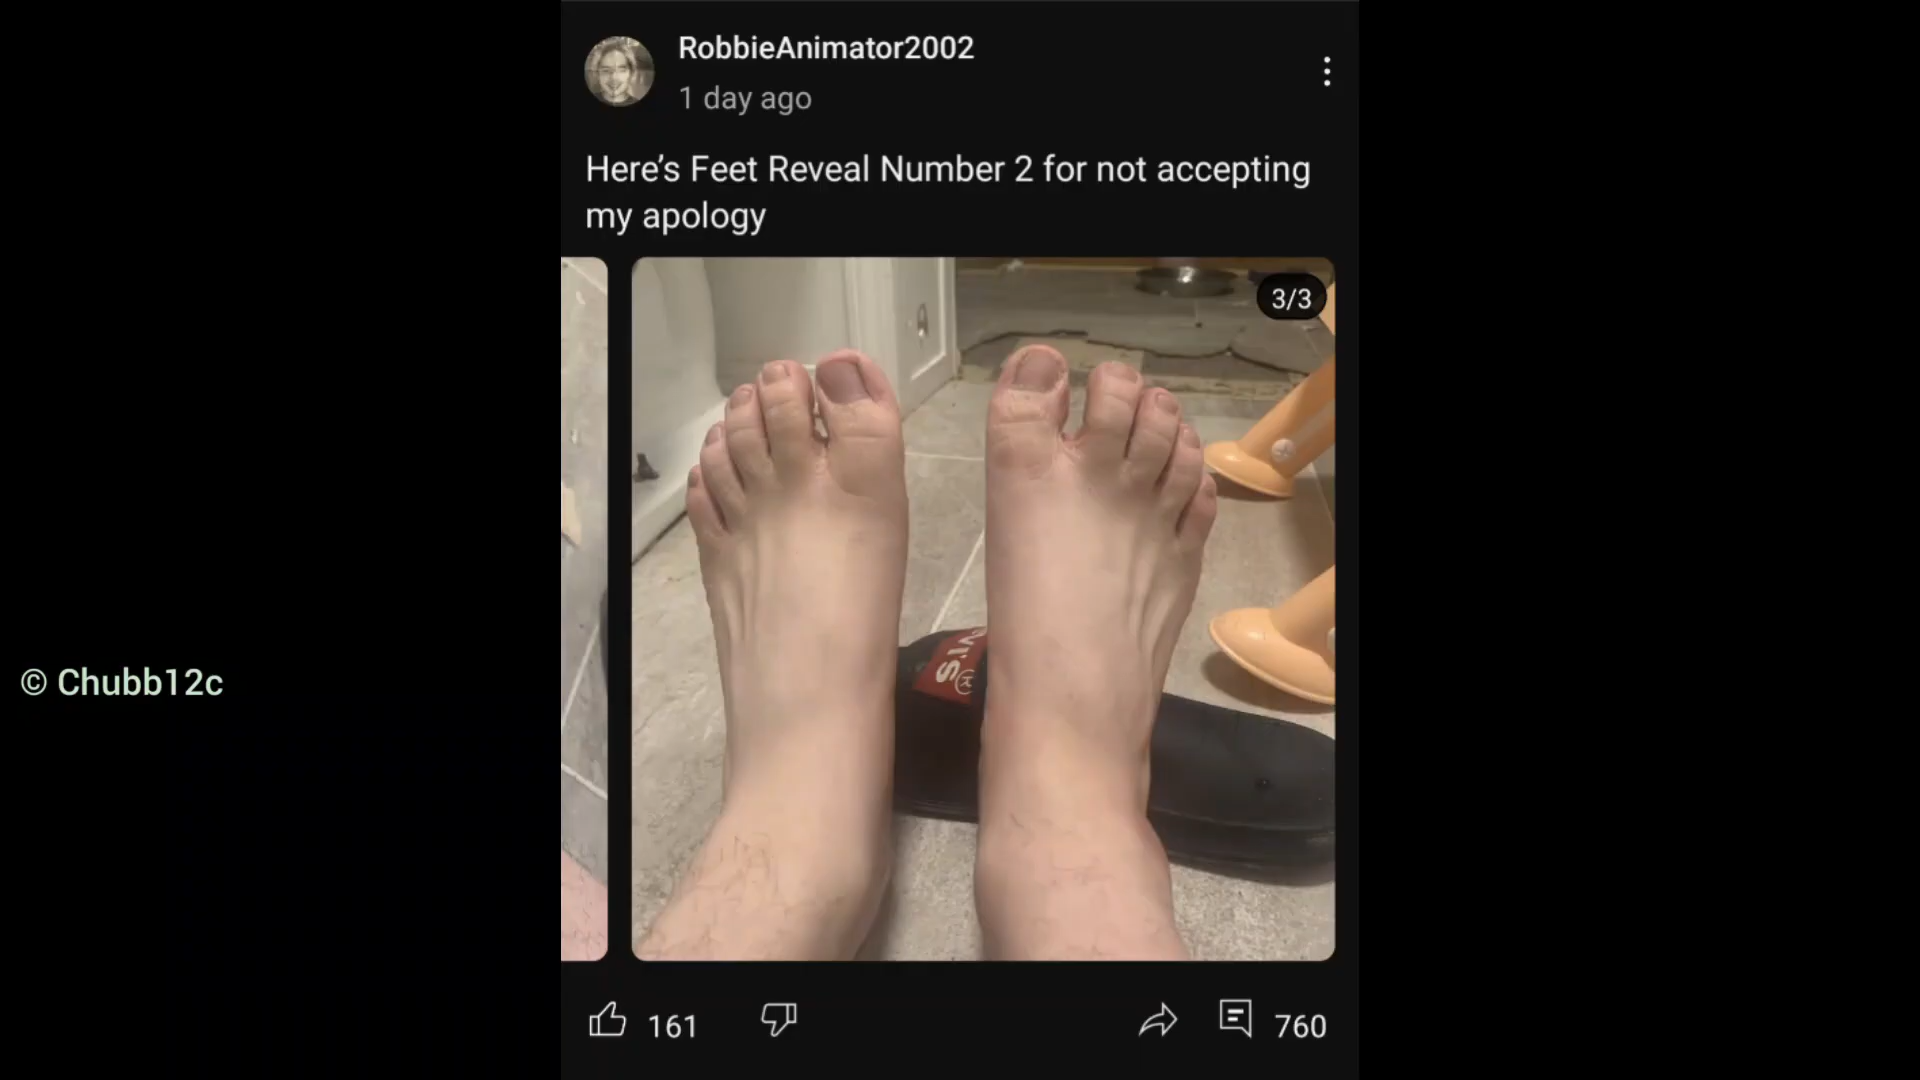 RobbieAnimator2002
1 day ago
Here’s Feet Reveal Number 2 for not accepting
my apology
3/3
VI'S
® 
© Chubb12c
161
760